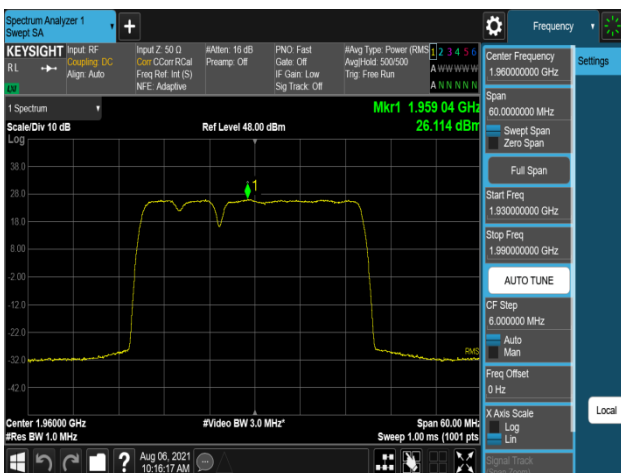 Spectrum Analyzer 1
Swept SA
+
Frequency
KEYSIGHT
RL
LW
Input: RF
Coupling: DC
Align: Auto
Input Z: 50 Ω
Corr CCorr RCal
Freq Ref: Int (S)
NFE: Adaptive
#Atten: 16 dB
Preamp: Off
PNO: Fast
Gate: Off
IF Gain: Low
Sig Track: Off
#Avg Type: Power (RMS
Avg|Hold: 500/500
Trig: Free Run
1 2 3 4 5 6
A W W W W W
A N N N N N
1 Spectrum
Scale/Div 10 dB
Log
Ref Level 48.00 dBm
Mkr1 1.959 04 GHz
26.114 dBm
38.0
28.0
18.0
8.00
-2.00
-12.0
-22.0
-32.0
-42.0
1
RMS
Center 1.96000 GHz
#Res BW 1.0 MHz
#Video BW 3.0 MHz*
Span 60.00 MHz
Sweep 1.00 ms (1001 pts
?
Aug 06, 2021
10:16:17 AM
Center Frequency
1.960000000 GHz
Settings
Span
60.0000000 MHz
Swept Span
Zero Span
Full Span
Start Freq
1.930000000 GHz
Stop Freq
1.990000000 GHz
AUTO TUNE
CF Step
6.000000 MHz
Auto
Man
Freq Offset
0 Hz
X Axis Scale
Log
Lin
Local
Signal Track